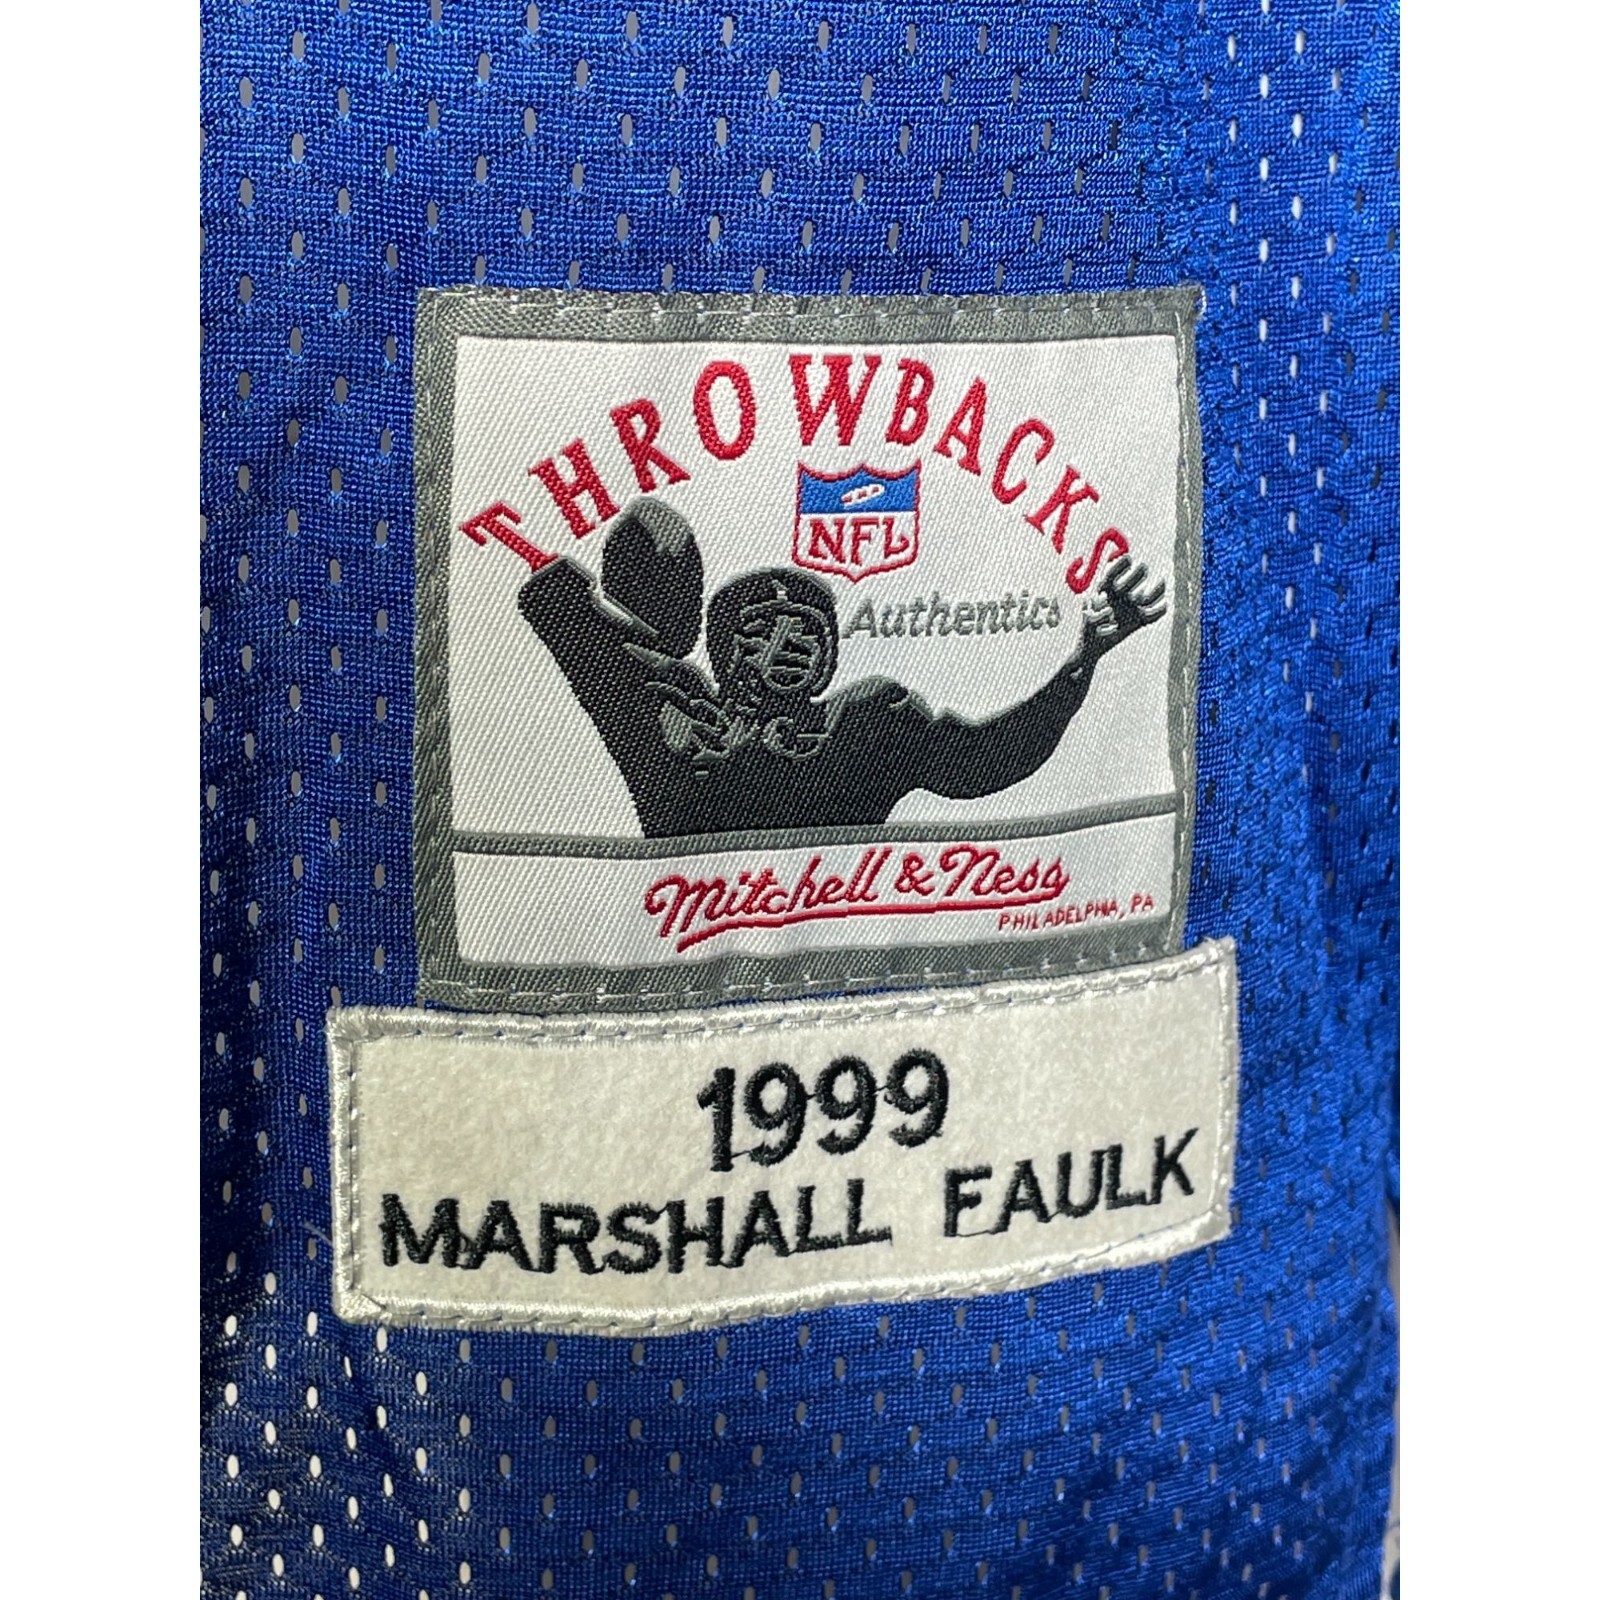 THROWBACKS
NFL
Authentics
Mitchell & Ness
PHILADELPHIA, PA
1999
MARSHALL FAULK